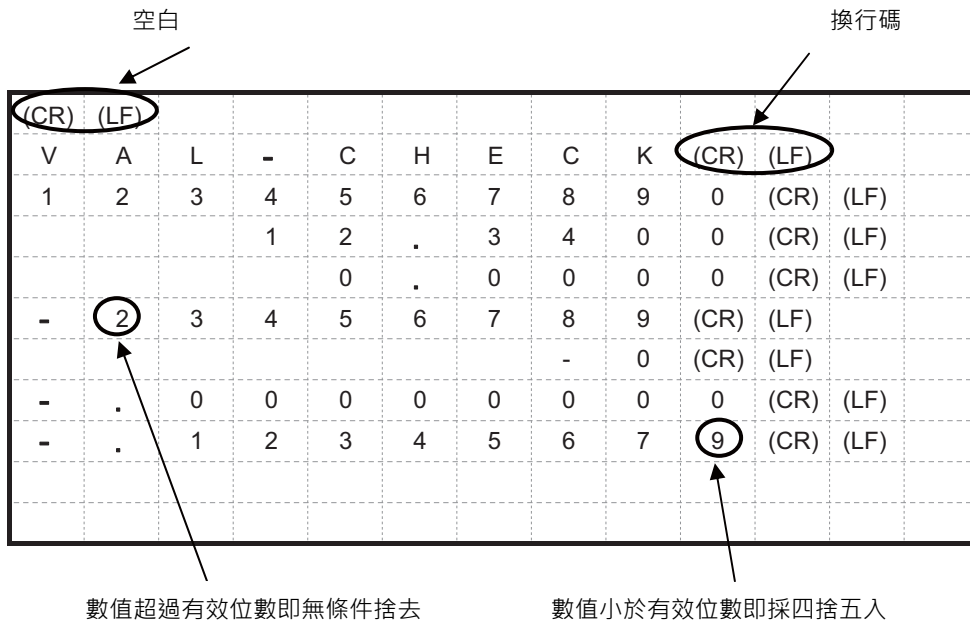 空白 換行碼
(CR) (LF)
V A L - C H E C K (CR) (LF)
1 2 3 4 5 6 7 8 9 0 (CR) (LF)
1 2 . 3 4 0 0 (CR) (LF)
0 . 0 0 0 0 (CR) (LF)
- 2 3 4 5 6 7 8 9 (CR) (LF)
- 0 (CR) (LF)
- . 0 0 0 0 0 0 0 0 (CR) (LF)
- . 1 2 3 4 5 6 7 9 (CR) (LF)
數值超過有效位數即無條件捨去 數值小於有效位數即採四捨五入